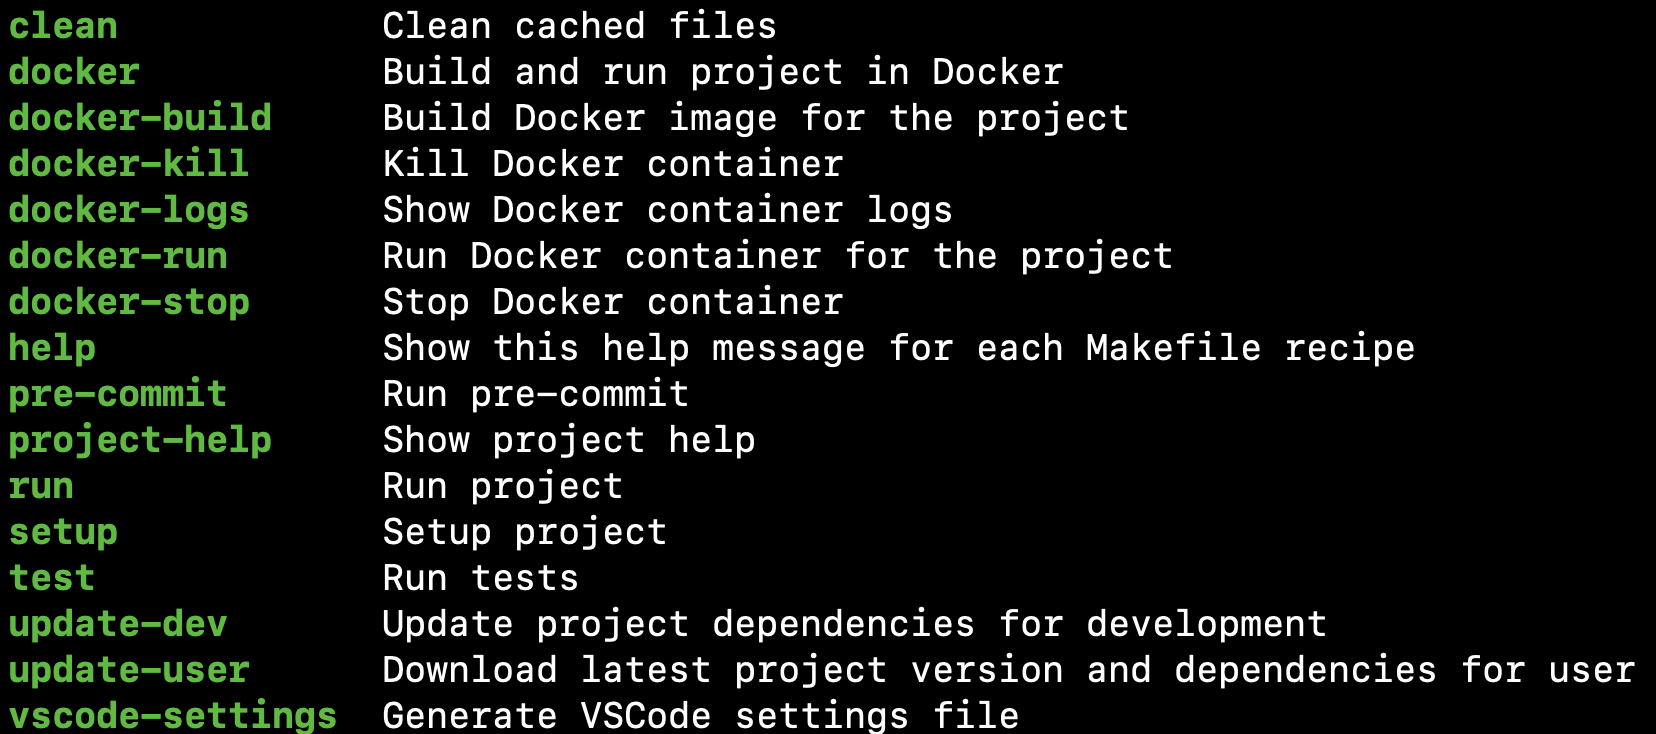 clean Clean cached files
docker Build and run project in Docker
docker-build Build Docker image for the project
docker-kill Kill Docker container
docker-logs Show Docker container logs
docker-run Run Docker container for the project
docker-stop Stop Docker container
help Show this help message for each Makefile recipe
pre-commit Run pre-commit
project-help Show project help
run Run project
setup Setup project
test Run tests
update-dev Update project dependencies for development
update-user Download latest project version and dependencies for user
vscode-settings Generate VSCode settings file